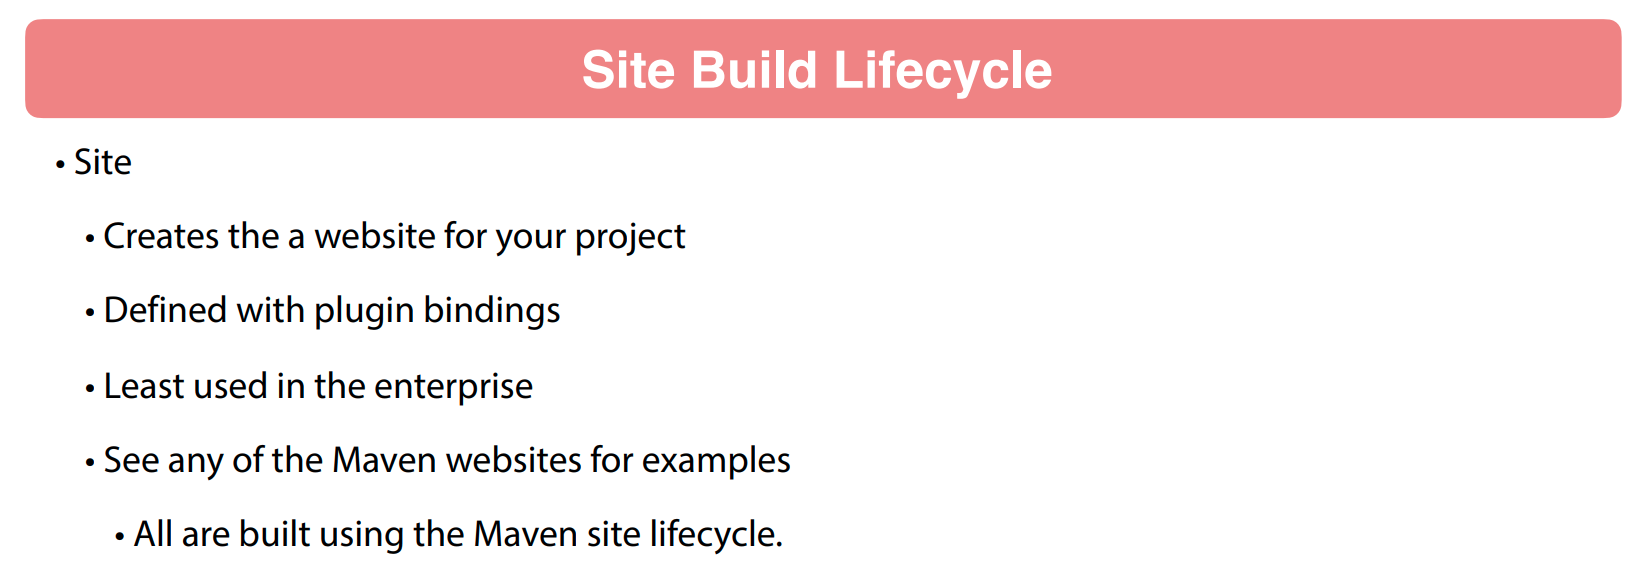 Site Build Lifecycle
• Site
• Creates the a website for your project
• Defined with plugin bindings
• Least used in the enterprise
• See any of the Maven websites for examples
• All are built using the Maven site lifecycle.